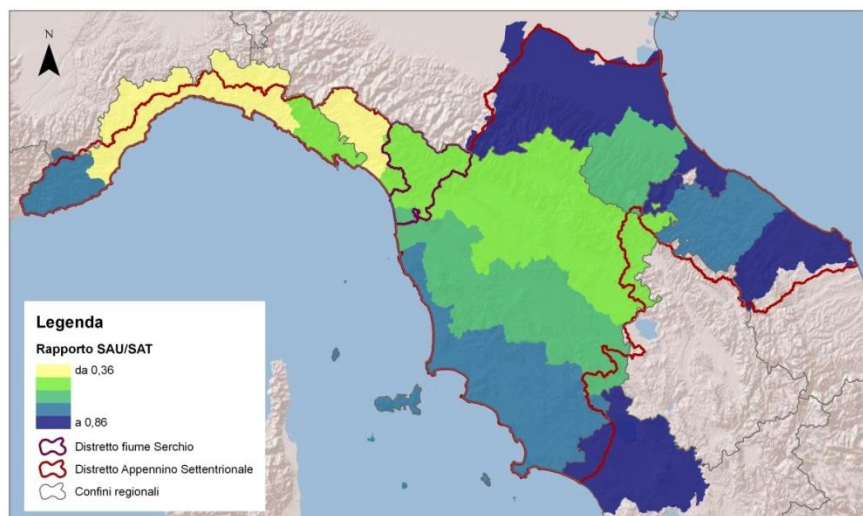 N
Legenda
Rapporto SAU/SAT
da 0,36
a 0,86
Distretto fiume Serchio
Distretto Appennino Settentrionale
Confini regionali